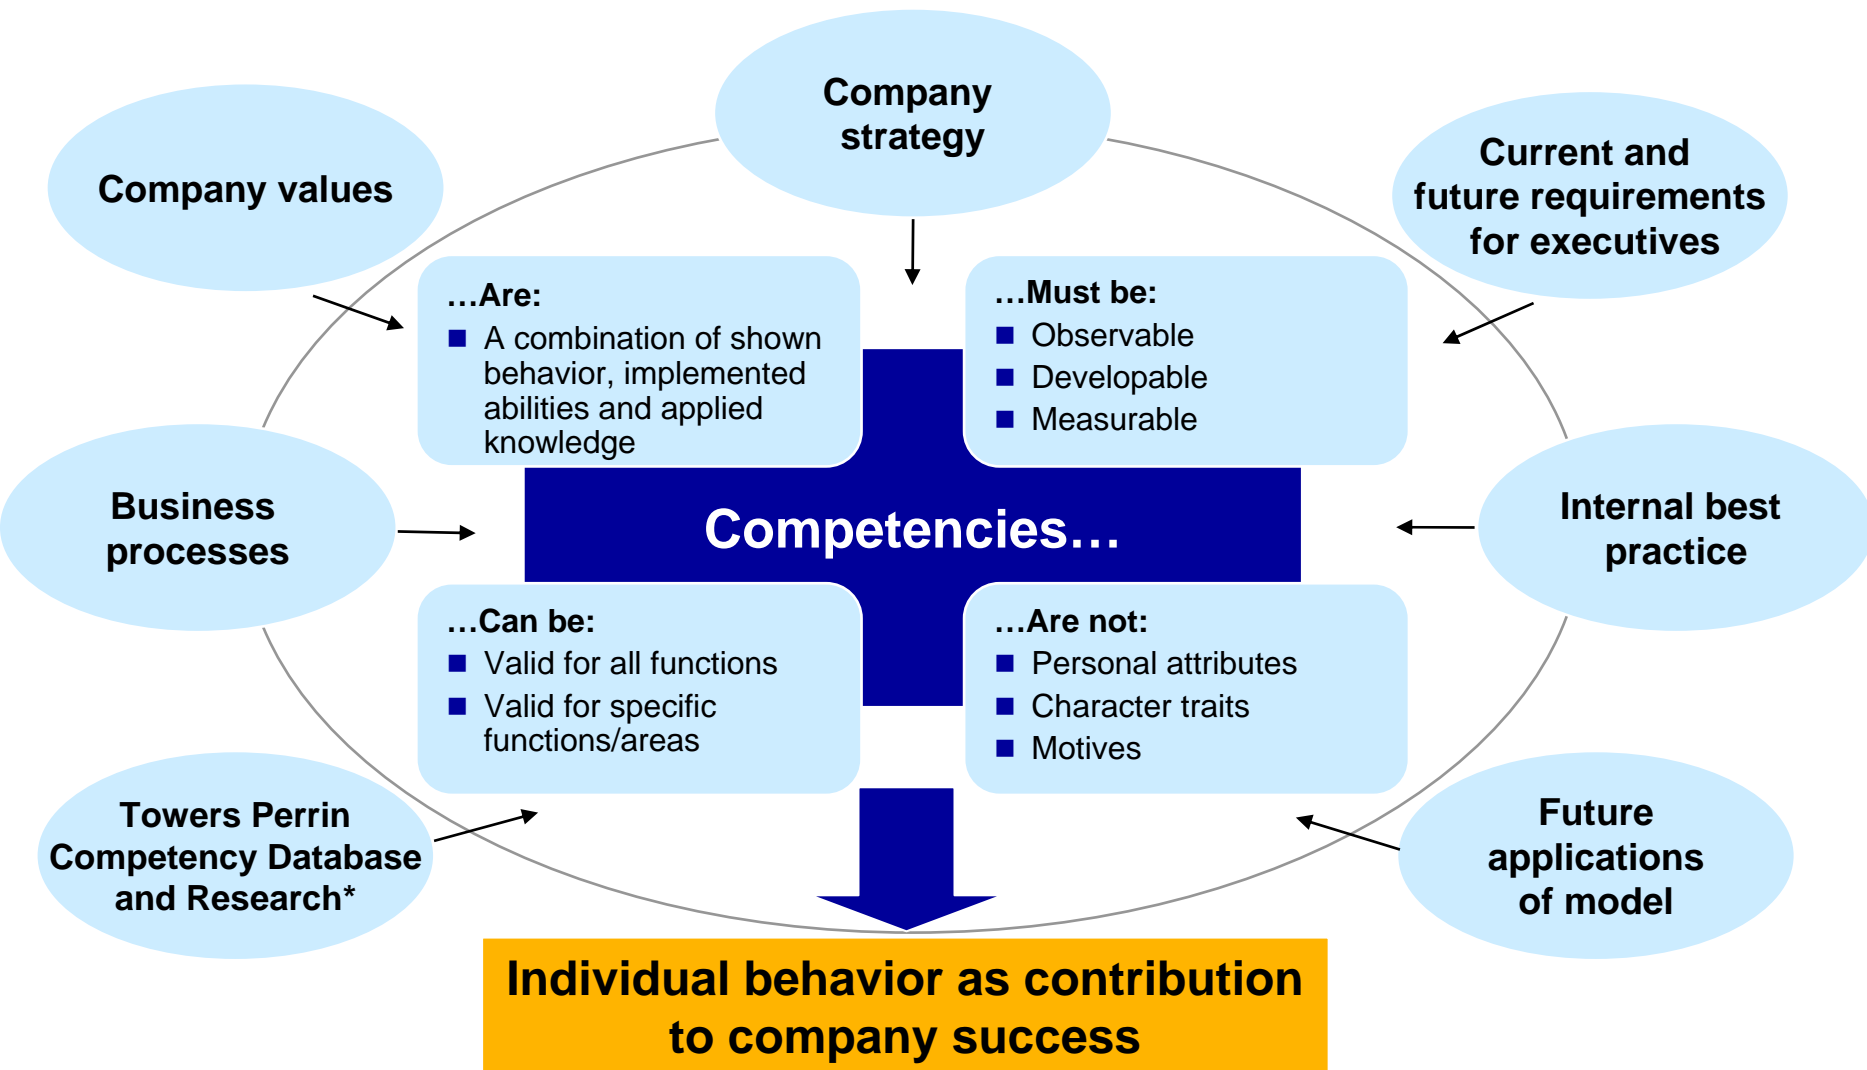 Company
strategy
Company values
Current and
future requirements
for executives
…Are:
A combination of shown
behavior, implemented
abilities and applied
knowledge
…Must be:
Observable
Developable
Measurable
Business
processes
Competencies…
Internal best
practice
…Can be:
Valid for all functions
Valid for specific
functions/areas
…Are not:
Personal attributes
Character traits
Motives
Towers Perrin
Competency Database
and Research*
Future
applications
of model
Individual behavior as contribution
to company success